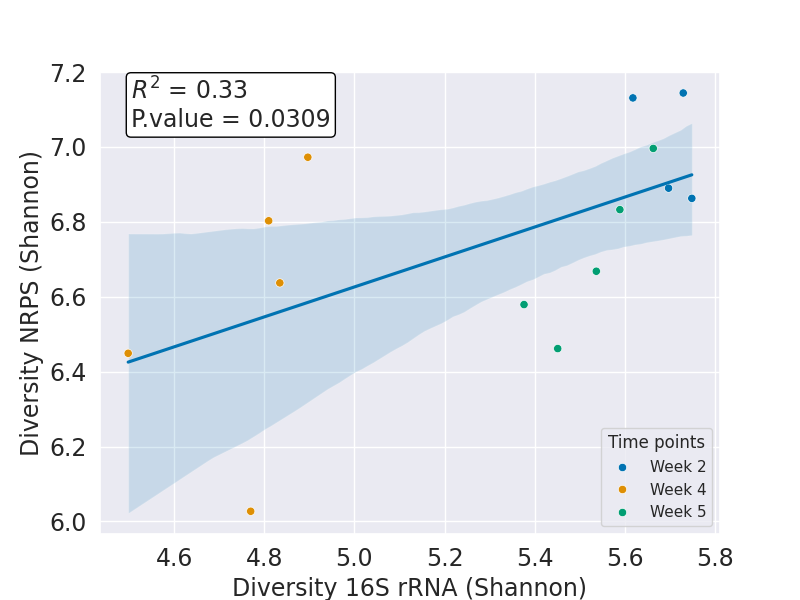 R² = 0.33
P.value = 0.0309
7.2
7.0
6.8
6.6
6.4
6.2
6.0
Diversity NRPS (Shannon)
Time points
Week 2
Week 4
Week 5
4.6 4.8 5.0 5.2 5.4 5.6 5.8
Diversity 16S rRNA (Shannon)